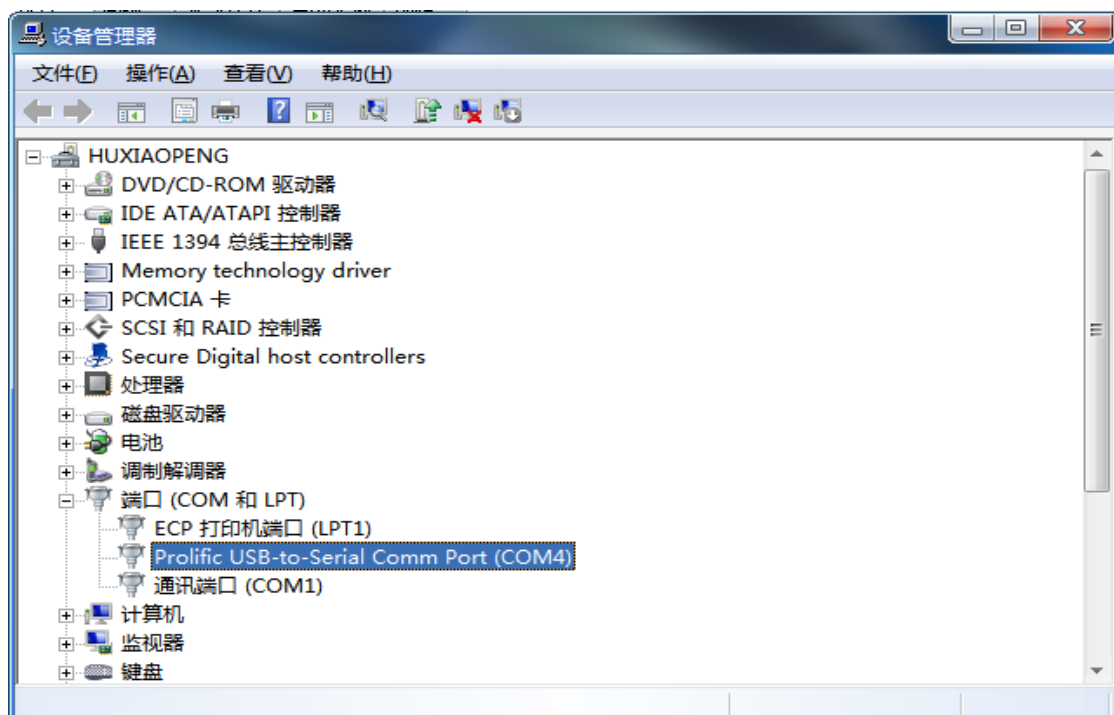 设备管理器
文件(F) 操作(A) 查看(V) 帮助(H)
HUXIAOPENG
DVD/CD-ROM 驱动器
IDE ATA/ATAPI 控制器
IEEE 1394 总线主控制器
Memory technology driver
PCMCIA 卡
SCSI 和 RAID 控制器
Secure Digital host controllers
处理器
磁盘驱动器
电池
调制解调器
端口 (COM 和 LPT)
ECP 打印机端口 (LPT1)
Prolific USB-to-Serial Comm Port (COM4)
通讯端口 (COM1)
计算机
监视器
键盘